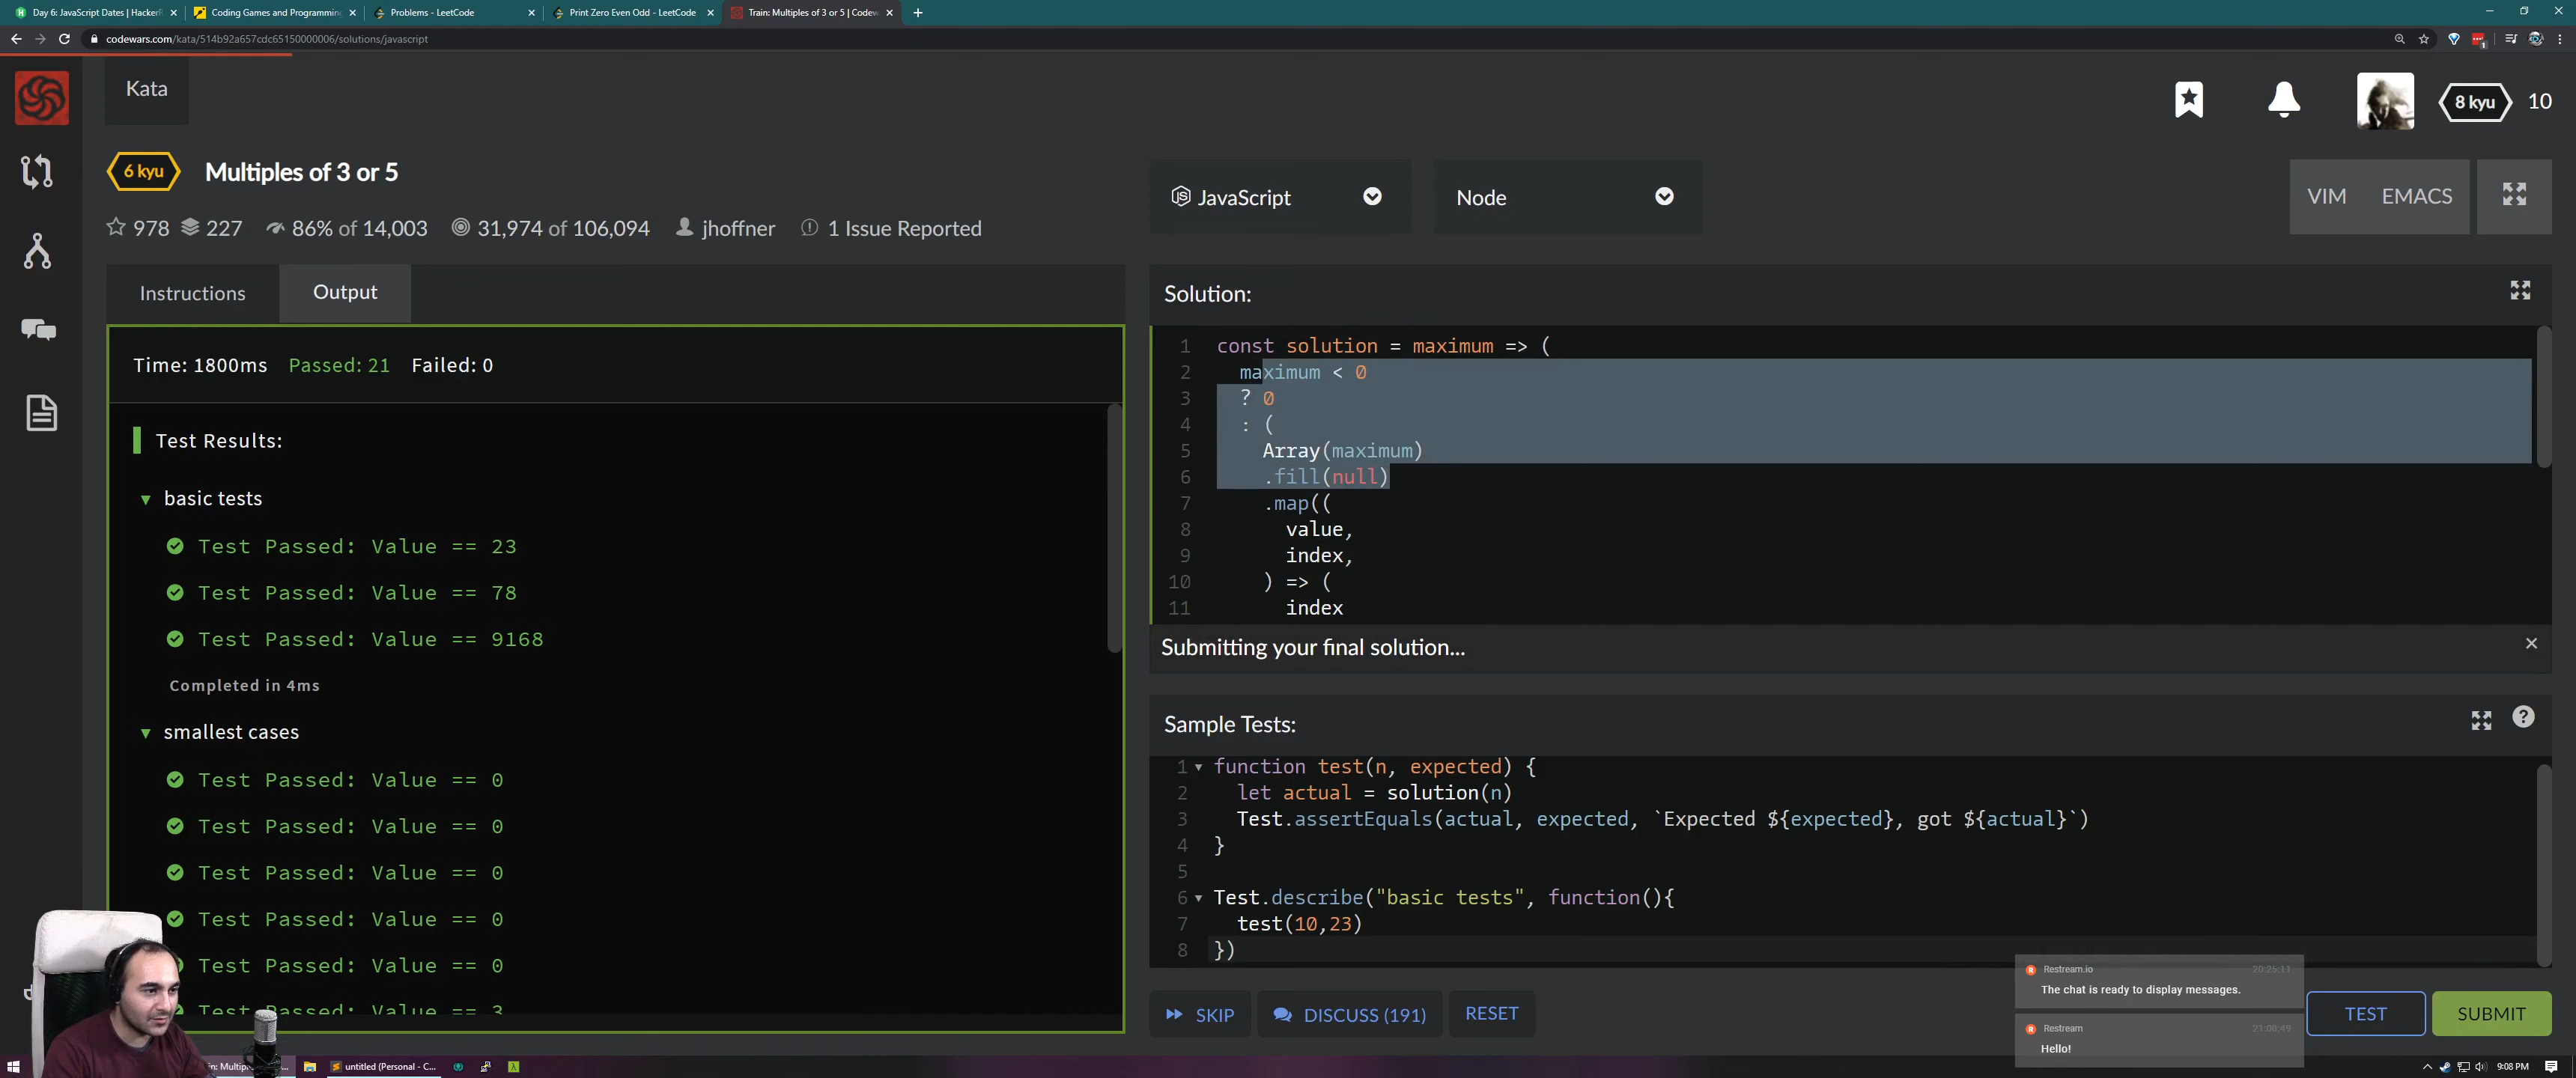 Day 6: JavaScript Dates | HackerR
Coding Games and Programming
Problems - LeetCode
Print Zero Even Odd - LeetCode
Train: Multiples of 3 or 5 | Codew
codewars.com/kata/514b92a657cdc65150000006/solutions/javascript
Kata
8 kyu
10
6 kyu
Multiples of 3 or 5
978
227
86% of 14,003
31,974 of 106,094
jhoffner
1 Issue Reported
JavaScript
Node
VIM
EMACS
Instructions
Output
Time: 1800ms Passed: 21 Failed: 0
Test Results:
basic tests
Test Passed: Value == 23
Test Passed: Value == 78
Test Passed: Value == 9168
Completed in 4ms
smallest cases
Test Passed: Value == 0
Test Passed: Value == 0
Test Passed: Value == 0
Test Passed: Value == 0
Test Passed: Value == 0
Test Passed: Value == 3
Solution:
1 const solution = maximum => (
2 maximum < 0
3 ? 0
4 : (
5 Array(maximum)
6 .fill(null)
7 .map((
8 value,
9 index,
10 ) => (
11 index
Submitting your final solution...
Sample Tests:
1 function test(n, expected) {
2 let actual = solution(n)
3 Test.assertEquals(actual, expected, `Expected ${expected}, got ${actual}`)
4 }
5
6 Test.describe("basic tests", function(){
7 test(10,23)
8 })
SKIP
DISCUSS (191)
RESET
TEST
SUBMIT
Restream.io 20:25:11
The chat is ready to display messages.
Restream 21:00:49
Hello!
in: Multip
untitled (Personal - C...
9:08 PM